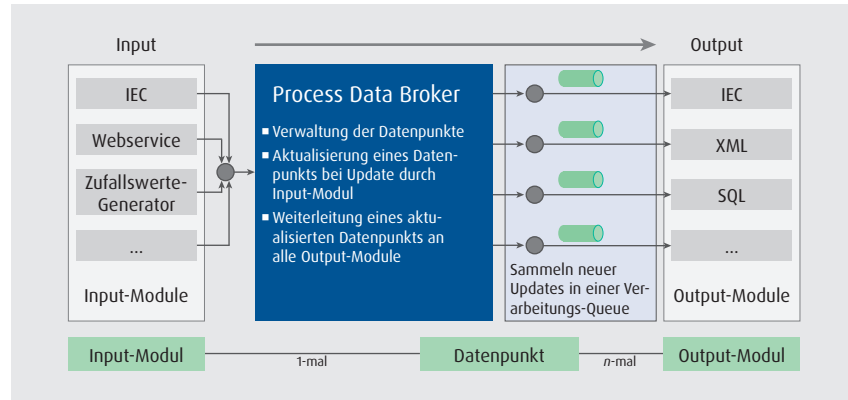 Input
Output
IEC
Webservice
Zufallswerte-
Generator
...
Input-Module
Process Data Broker
▪ Verwaltung der Datenpunkte
▪ Aktualisierung eines Daten-
punkts bei Update durch
Input-Modul
▪ Weiterleitung eines aktu-
alisierten Datenpunkts an
alle Output-Module
Sammeln neuer
Updates in einer Ver-
arbeitungs-Queue
IEC
XML
SQL
...
Output-Module
Input-Modul
1-mal
Datenpunkt
n-mal
Output-Modul